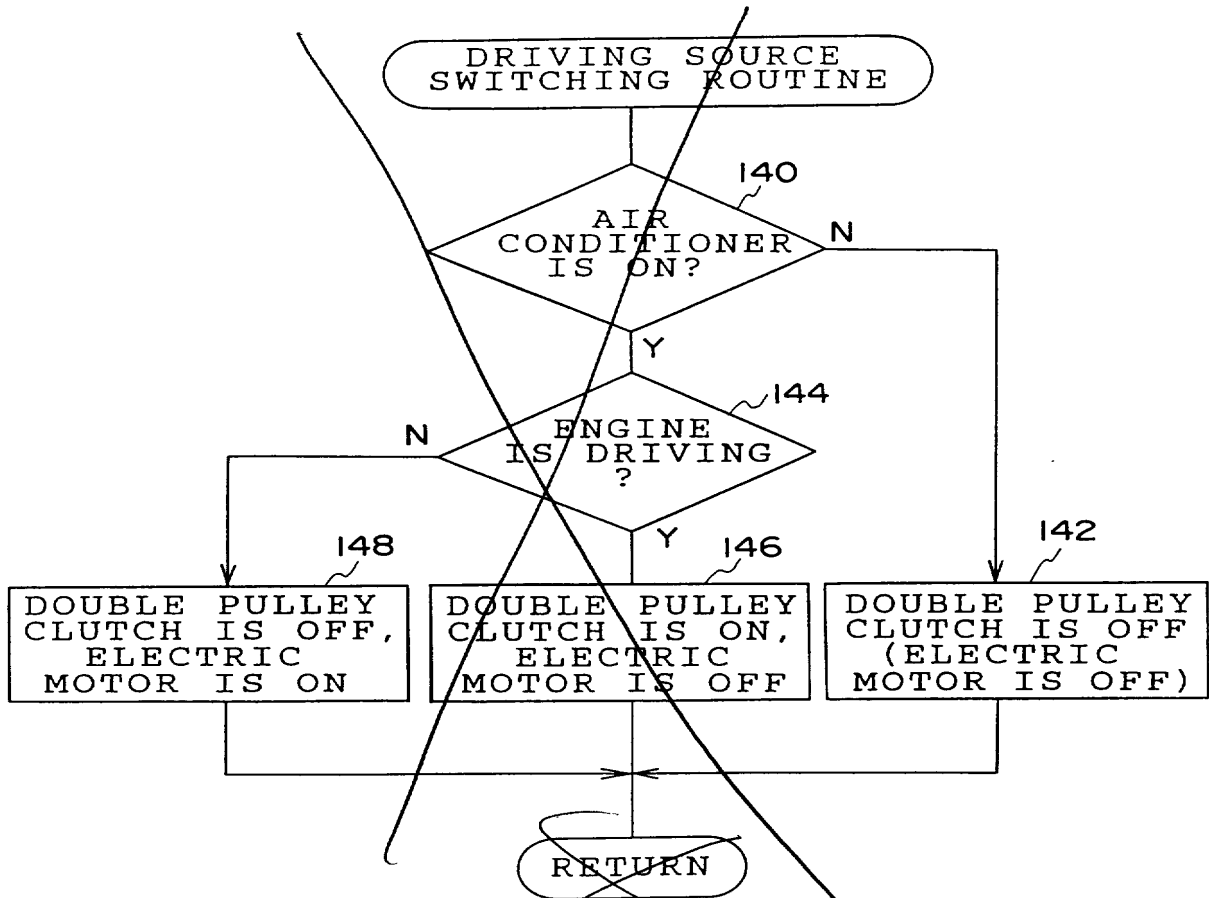 DRIVING SOURCE
SWITCHING ROUTINE
140
AIR
CONDITIONER
IS ON?
N
Y
144
ENGINE
IS DRIVING
?
N
Y
148
DOUBLE PULLEY
CLUTCH IS OFF,
ELECTRIC
MOTOR IS ON
146
DOUBLE PULLEY
CLUTCH IS ON,
ELECTRIC
MOTOR IS OFF
142
DOUBLE PULLEY
CLUTCH IS OFF
(ELECTRIC
MOTOR IS OFF)
RETURN